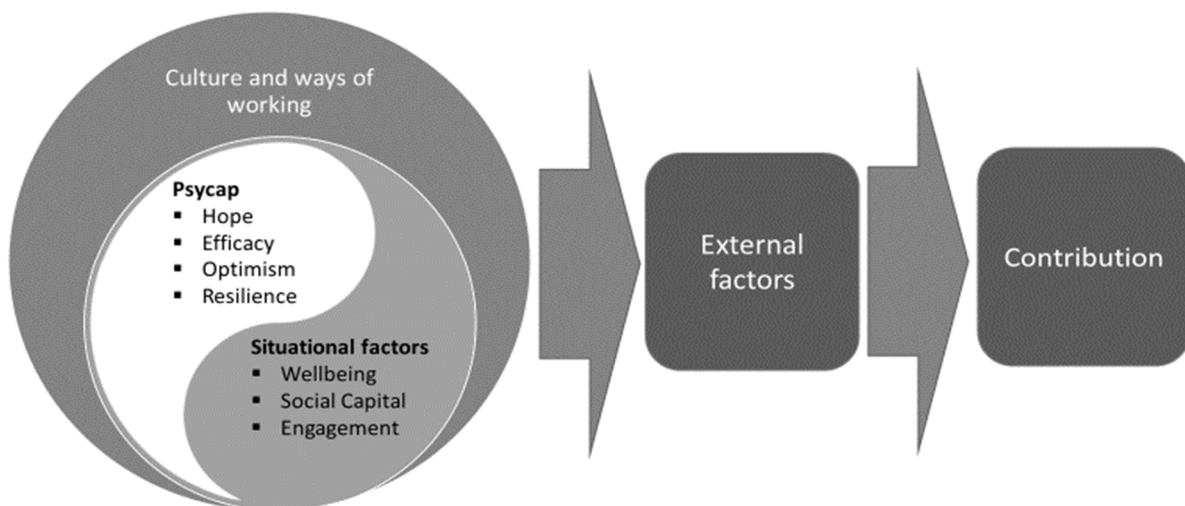 Culture and ways of
working
Psycap
▪ Hope
▪ Efficacy
▪ Optimism
▪ Resilience
Situational factors
▪ Wellbeing
▪ Social Capital
▪ Engagement
External
factors
Contribution